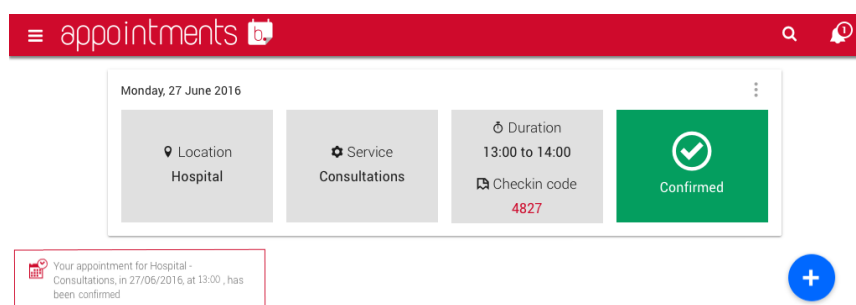 appointments b.
1
Monday, 27 June 2016
Location
Hospital
Service
Consultations
Duration
13:00 to 14:00
Checkin code
4827
Confirmed
Your appointment for Hospital -
Consultations, in 27/06/2016, at 13:00 , has
been confirmed